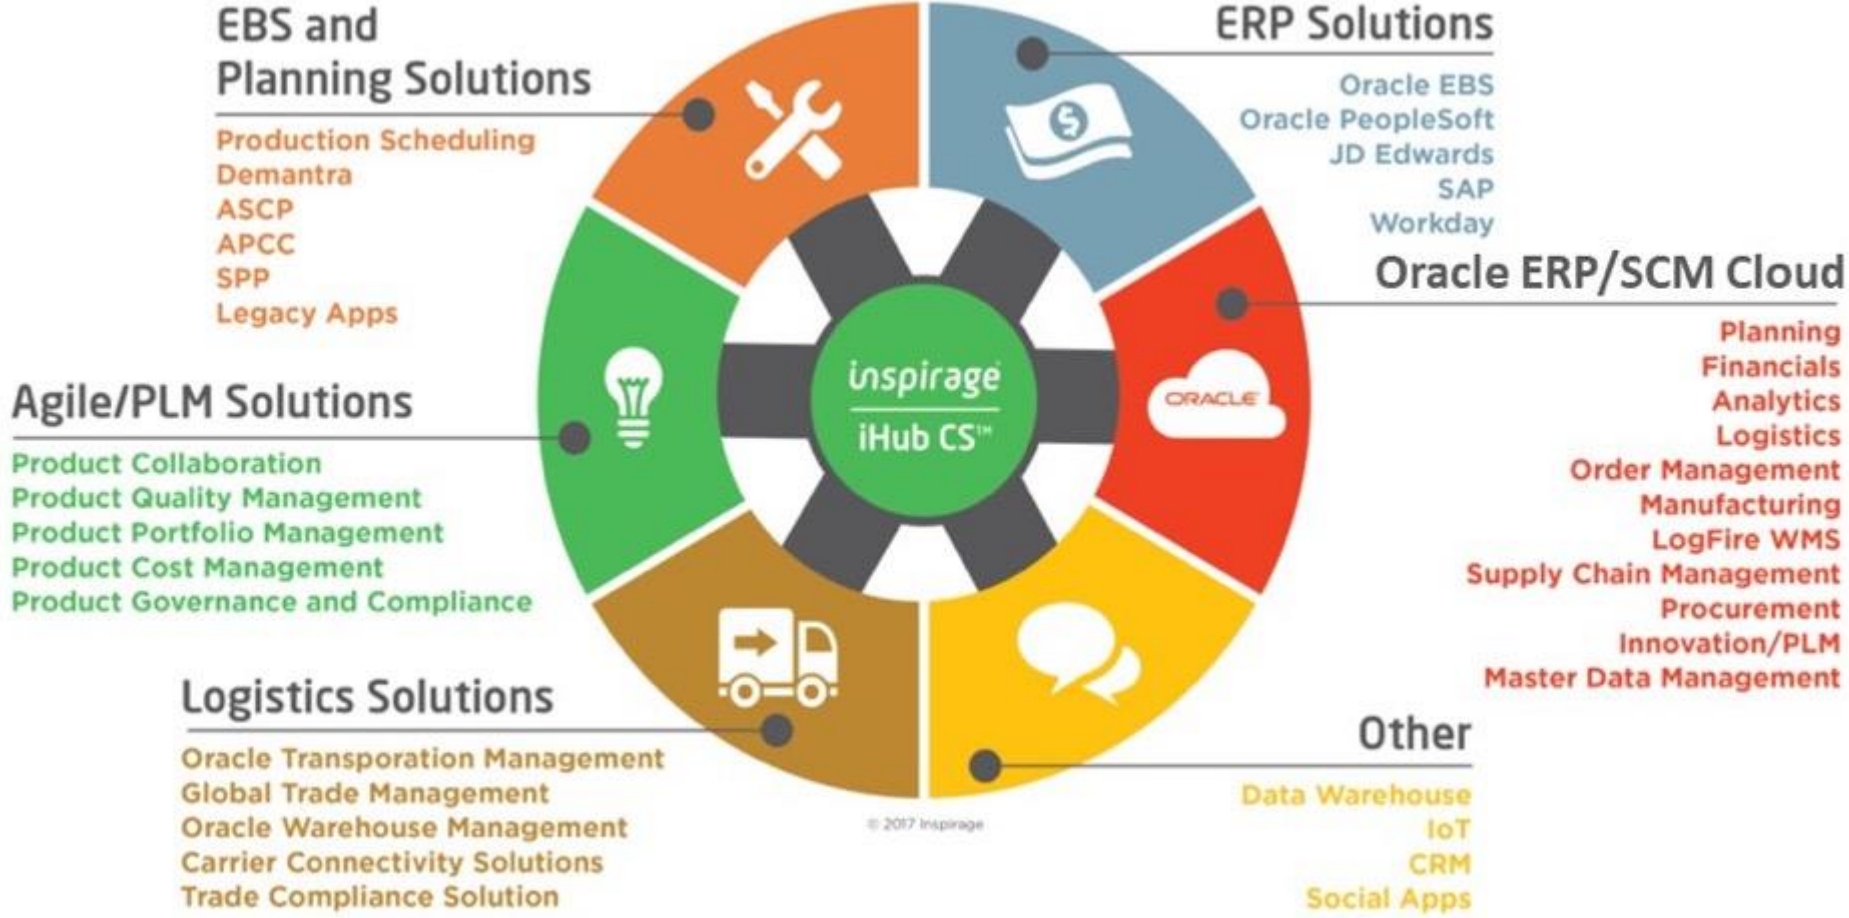 EBS and
Planning Solutions
Production Scheduling
Demantra
ASCP
APCC
SPP
Legacy Apps
ERP Solutions
Oracle EBS
Oracle PeopleSoft
JD Edwards
SAP
Workday
Oracle ERP/SCM Cloud
Planning
Financials
Analytics
Logistics
Order Management
Manufacturing
LogFire WMS
Supply Chain Management
Procurement
Innovation/PLM
Master Data Management
ORACLE
inspirage
iHub CS™
Agile/PLM Solutions
Product Collaboration
Product Quality Management
Product Portfolio Management
Product Cost Management
Product Governance and Compliance
Logistics Solutions
Oracle Transporation Management
Global Trade Management
Oracle Warehouse Management
Carrier Connectivity Solutions
Trade Compliance Solution
Other
Data Warehouse
IoT
CRM
Social Apps
© 2017 Inspirage